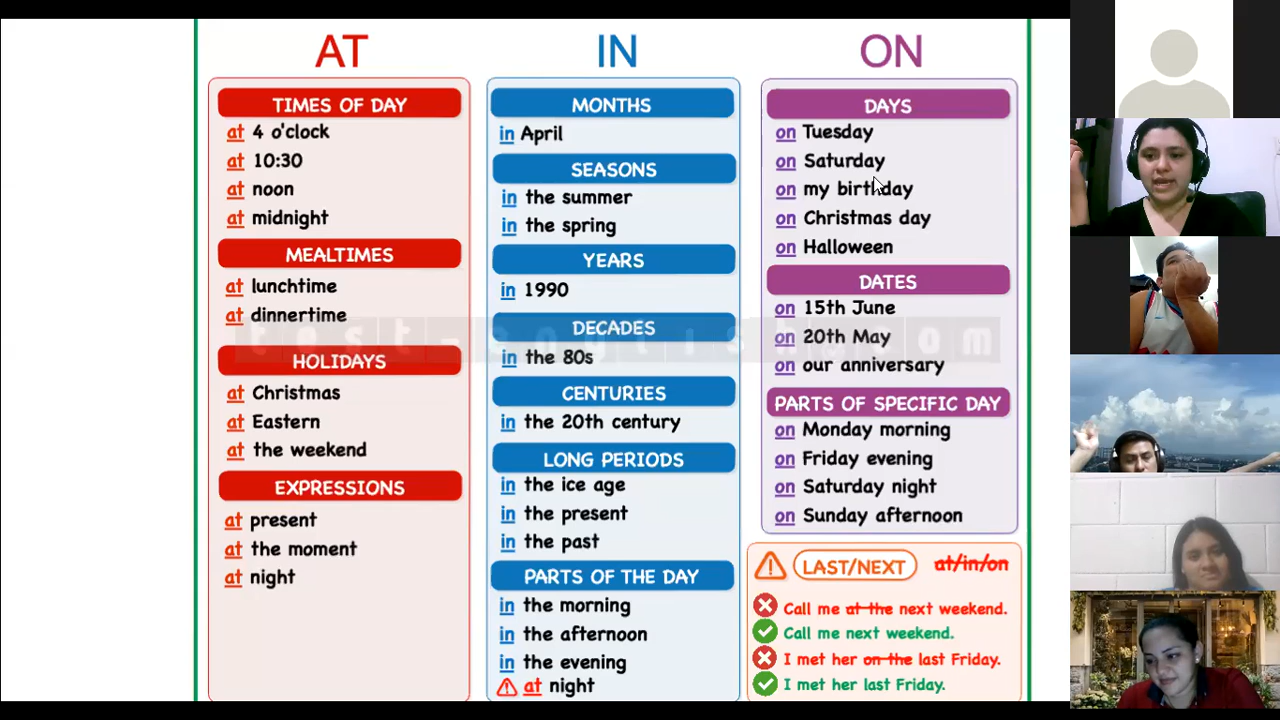 AT
TIMES OF DAY
at 4 o'clock
at 10:30
at noon
at midnight
MEALTIMES
at lunchtime
at dinnertime
HOLIDAYS
at Christmas
at Eastern
at the weekend
EXPRESSIONS
at present
at the moment
at night
IN
MONTHS
in April
SEASONS
in the summer
in the spring
YEARS
in 1990
DECADES
in the 80s
CENTURIES
in the 20th century
LONG PERIODS
in the ice age
in the present
in the past
PARTS OF THE DAY
in the morning
in the afternoon
in the evening
at night
ON
DAYS
on Tuesday
on Saturday
on my birthday
on Christmas day
on Halloween
DATES
on 15th June
on 20th May
on our anniversary
PARTS OF SPECIFIC DAY
on Monday morning
on Friday evening
on Saturday night
on Sunday afternoon
LAST/NEXT at/in/on
Call me at the next weekend.
Call me next weekend.
I met her on the last Friday.
I met her last Friday.
test-english.com